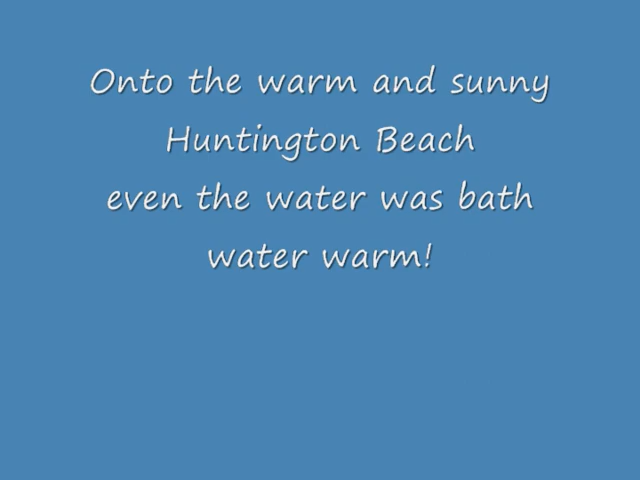 Onto the warm and sunny
Huntington Beach
even the water was bath
water warm!